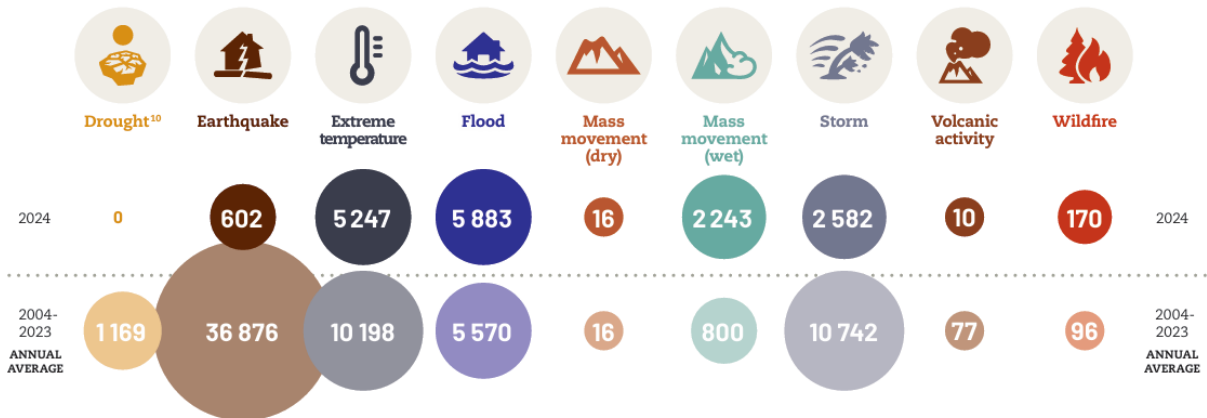 Drought¹⁰
Earthquake
Extreme
temperature
Flood
Mass
movement
(dry)
Mass
movement
(wet)
Storm
Volcanic
activity
Wildfire
2024 0 602 5 247 5 883 16 2 243 2 582 10 170 2024
2004-
2023
ANNUAL
AVERAGE
1 169 36 876 10 198 5 570 16 800 10 742 77 96
2004-
2023
ANNUAL
AVERAGE